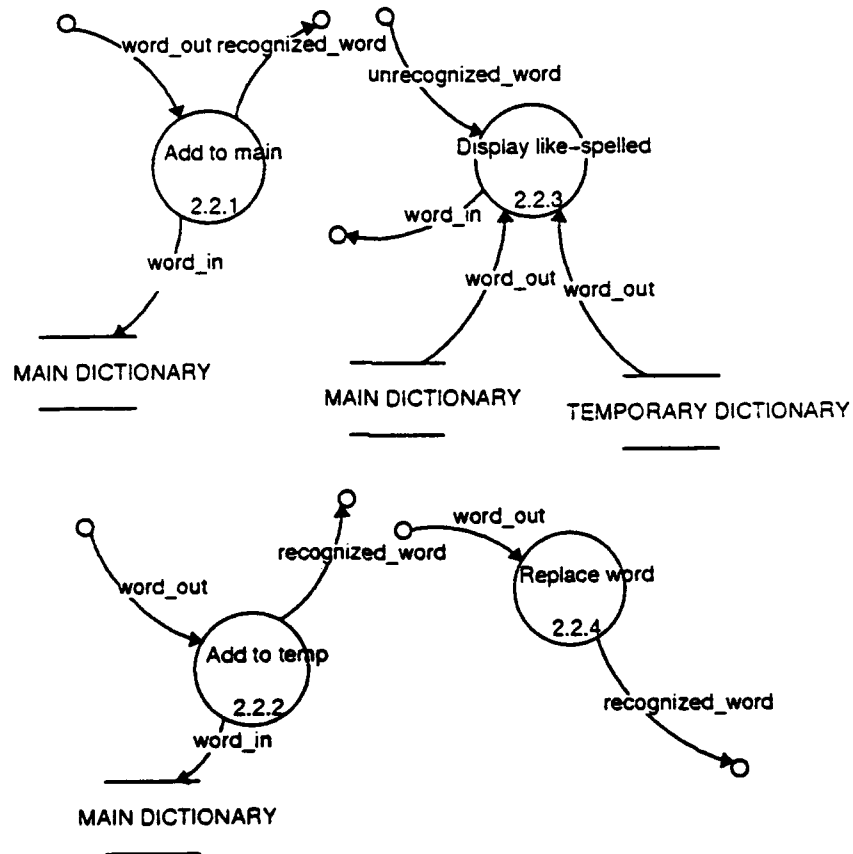 word_out recognized_word
Add to main
2.2.1
word_in
MAIN DICTIONARY
unrecognized_word
Display like-spelled
2.2.3
word_in
word_out
word_out
MAIN DICTIONARY
TEMPORARY DICTIONARY
word_out
recognized_word
Add to temp
2.2.2
word_in
MAIN DICTIONARY
word_out
Replace word
2.2.4
recognized_word